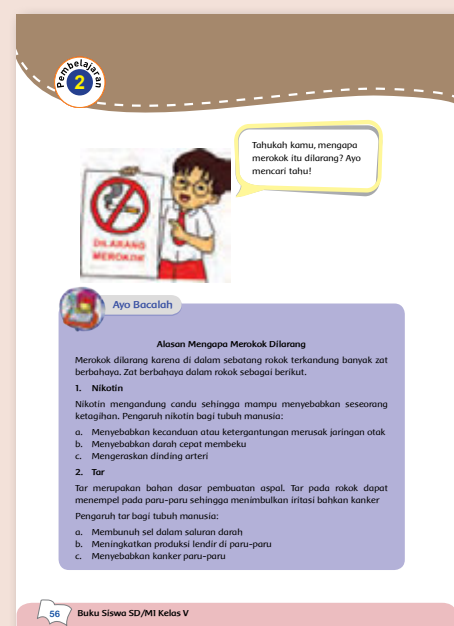 Pembelajaran
2
Tahukah kamu, mengapa
merokok itu dilarang? Ayo
mencari tahu!
DILARANG
MEROKOK
Ayo Bacalah
Alasan Mengapa Merokok Dilarang
Merokok dilarang karena di dalam sebatang rokok terkandung banyak zat
berbahaya. Zat berbahaya dalam rokok sebagai berikut.
1. Nikotin
Nikotin mengandung candu sehingga mampu menyebabkan seseorang
ketagihan. Pengaruh nikotin bagi tubuh manusia:
a. Menyebabkan kecanduan atau ketergantungan merusak jaringan otak
b. Menyebabkan darah cepat membeku
c. Mengeraskan dinding arteri
2. Tar
Tar merupakan bahan dasar pembuatan aspal. Tar pada rokok dapat
menempel pada paru-paru sehingga menimbulkan iritasi bahkan kanker
Pengaruh tar bagi tubuh manusia:
a. Membunuh sel dalam saluran darah
b. Meningkatkan produksi lendir di paru-paru
c. Menyebabkan kanker paru-paru
56 Buku Siswa SD/MI Kelas V